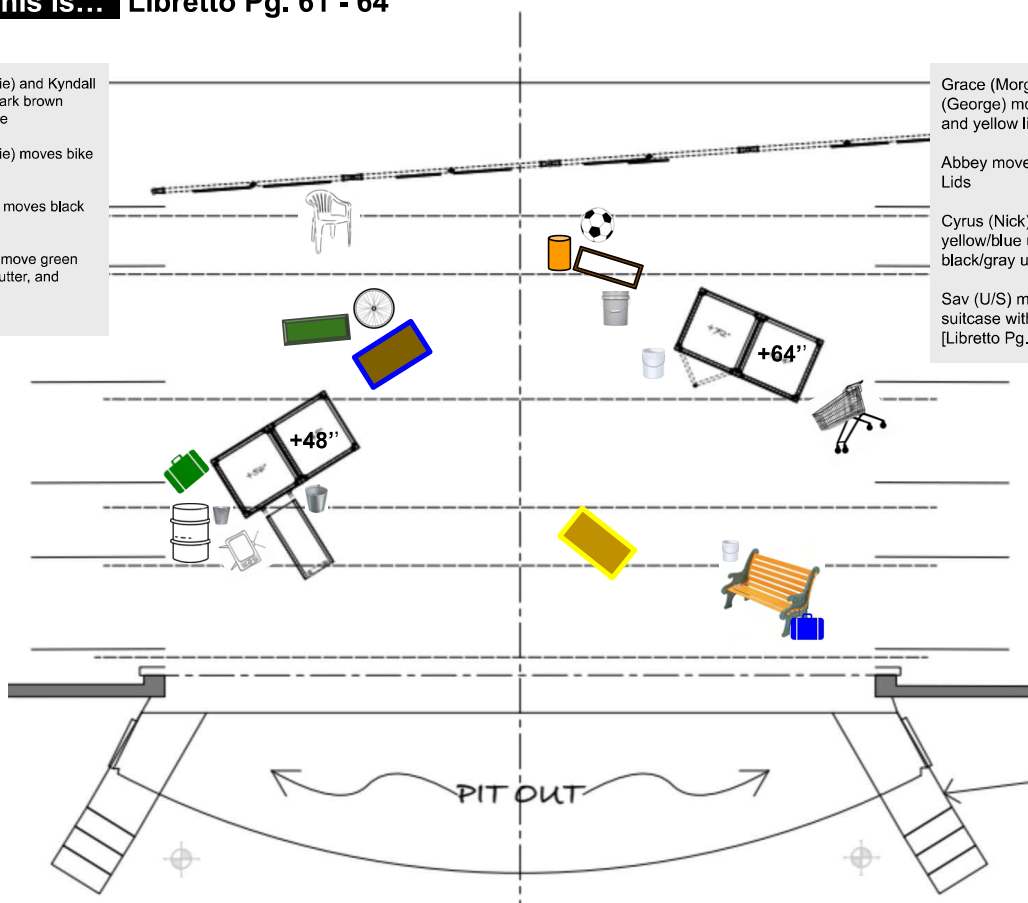 his is... Libretto Pg. 61 - 64
ie) and Kyndall
ark brown
e
ie) moves bike
moves black
move green
utter, and
Grace (Morg
(George) mo
and yellow li
Abbey move
Lids
Cyrus (Nick)
yellow/blue u
black/gray u
Sav (U/S) m
suitcase with
[Libretto Pg.
+64’’
+48’’
PIT OUT